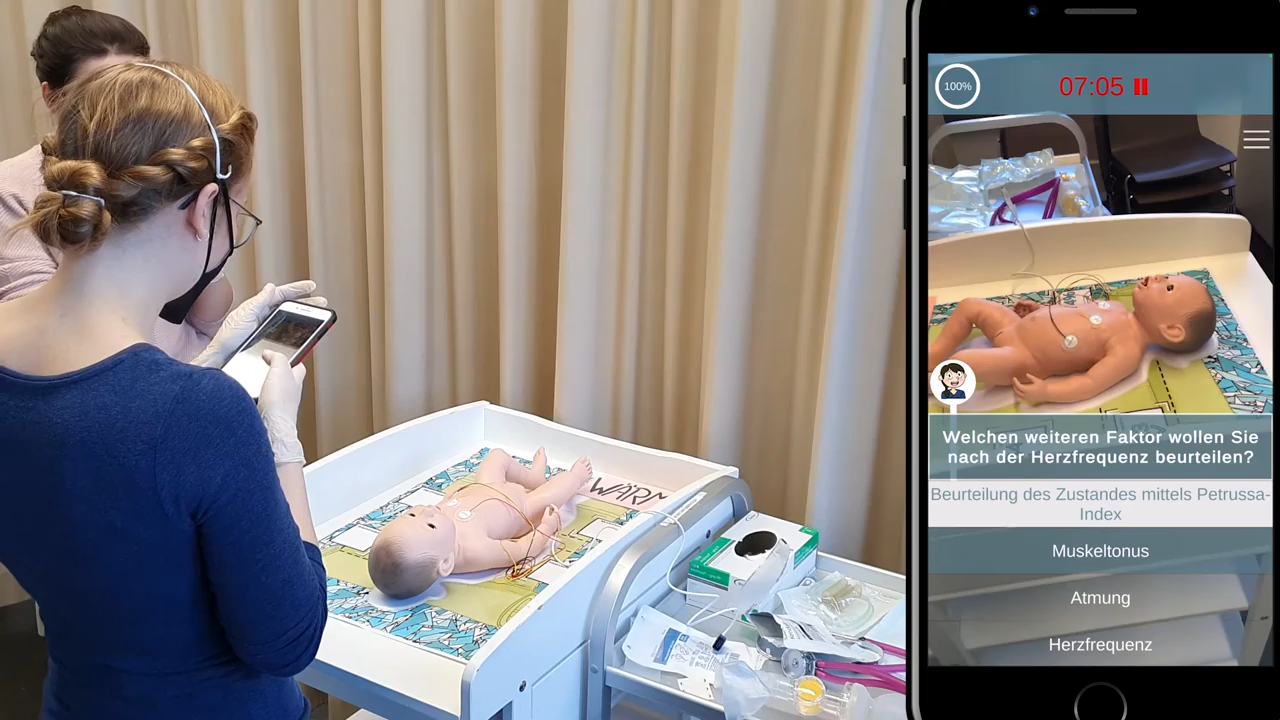 WÄRM
100%
07:05
Welchen weiteren Faktor wollen Sie
nach der Herzfrequenz beurteilen?
Beurteilung des Zustandes mittels Petrussa-
Index
Muskeltonus
Atmung
Herzfrequenz